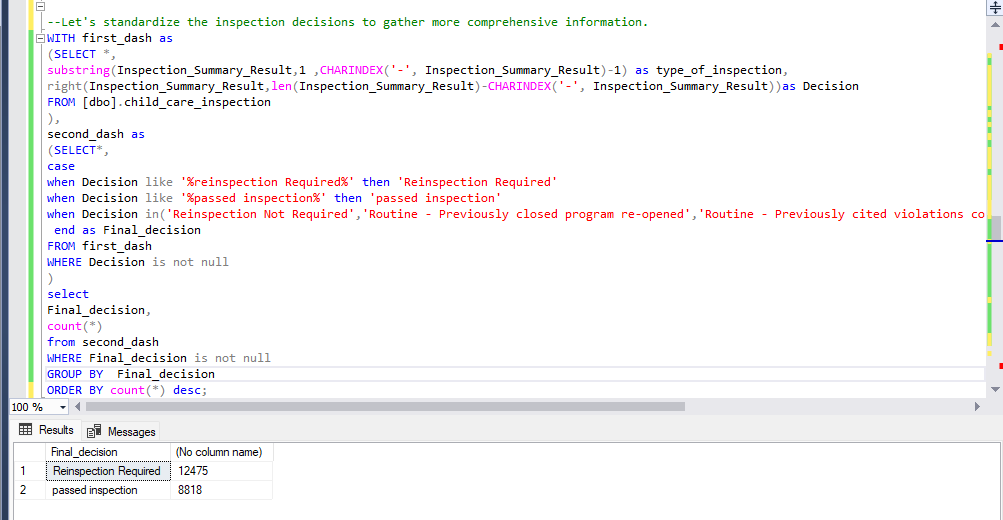 --Let's standardize the inspection decisions to gather more comprehensive information.
WITH first_dash as
(SELECT *,
substring(Inspection_Summary_Result,1 ,CHARINDEX('-', Inspection_Summary_Result)-1) as type_of_inspection,
right(Inspection_Summary_Result,len(Inspection_Summary_Result)-CHARINDEX('-', Inspection_Summary_Result))as Decision
FROM [dbo].child_care_inspection
),
second_dash as
(SELECT*,
case
when Decision like '%reinspection Required%' then 'Reinspection Required'
when Decision like '%passed inspection%' then 'passed inspection'
when Decision in('Reinspection Not Required','Routine - Previously closed program re-opened','Routine - Previously cited violations co
end as Final_decision
FROM first_dash
WHERE Decision is not null
)
select
Final_decision,
count(*)
from second_dash
WHERE Final_decision is not null
GROUP BY  Final_decision
ORDER BY count(*) desc;
100 %
Results Messages
Final_decision (No column name)
1 Reinspection Required 12475
2 passed inspection 8818